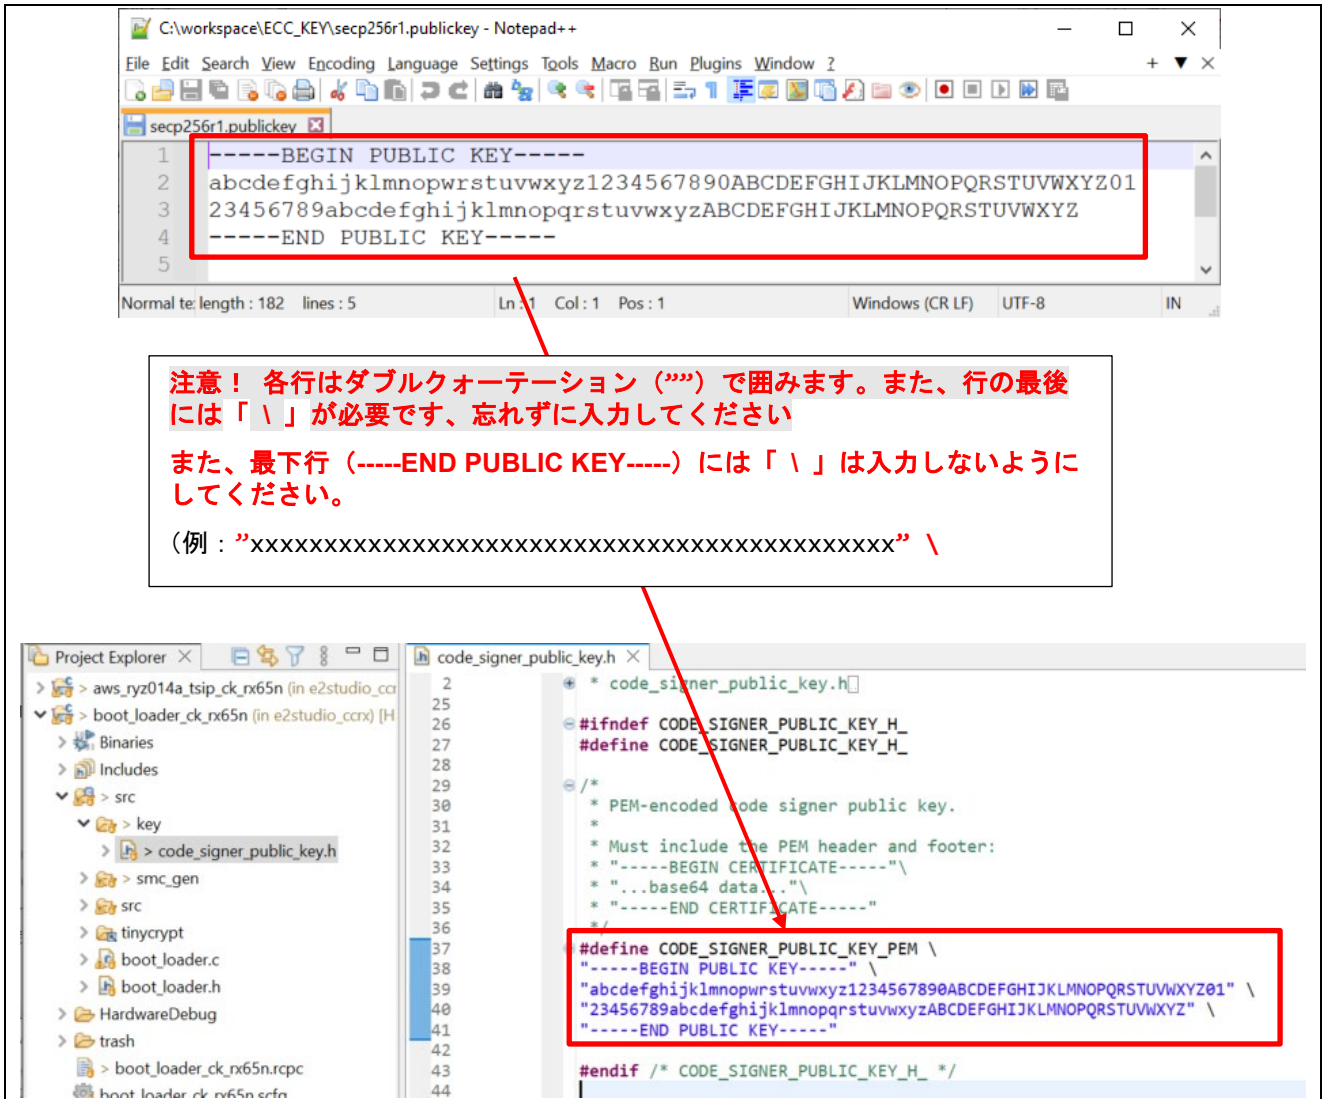 C:\workspace\ECC_KEY\secp256r1.publickey - Notepad++
File Edit Search View Encoding Language Settings Tools Macro Run Plugins Window ?
secp256r1.publickey
1 -----BEGIN PUBLIC KEY-----
2 abcdefghijklmnopwrstuvwxyz1234567890ABCDEFGHIJKLMNOPQRSTUVWXYZ01
3 23456789abcdefghijklmnopqrstuvwxyzABCDEFGHIJKLMNOPQRSTUVWXYZ
4 -----END PUBLIC KEY-----
5
Normal te: length : 182 lines : 5 Ln : 1 Col : 1 Pos : 1 Windows (CR LF) UTF-8 IN
注意！ 各行はダブルクォーテーション（””）で囲みます。また、行の最後
には「 \ 」が必要です、忘れずに入力してください
また、最下行（-----END PUBLIC KEY-----）には「 \ 」は入力しないように
してください。
（例：”xxxxxxxxxxxxxxxxxxxxxxxxxxxxxxxxxxxxxxxxxxxx” \
Project Explorer
> aws_ryz014a_tsip_ck_rx65n (in e2studio_ccr
> boot_loader_ck_rx65n (in e2studio_ccrx) [H
Binaries
Includes
> src
> key
> code_signer_public_key.h
> smc_gen
src
tinycrypt
boot_loader.c
boot_loader.h
HardwareDebug
trash
> boot_loader_ck_rx65n.rcpc
boot_loader_ck_rx65n.scfg
code_signer_public_key.h
2 * code_signer_public_key.h
25
26 #ifndef CODE_SIGNER_PUBLIC_KEY_H_
27 #define CODE_SIGNER_PUBLIC_KEY_H_
28
29 /*
30 * PEM-encoded code signer public key.
31 *
32 * Must include the PEM header and footer:
33 * "-----BEGIN CERTIFICATE-----"\
34 * "...base64 data..."\
35 * "-----END CERTIFICATE-----"
36 */
37 #define CODE_SIGNER_PUBLIC_KEY_PEM \
38 "-----BEGIN PUBLIC KEY-----" \
39 "abcdefghijklmnopwrstuvwxyz1234567890ABCDEFGHIJKLMNOPQRSTUVWXYZ01" \
40 "23456789abcdefghijklmnopqrstuvwxyzABCDEFGHIJKLMNOPQRSTUVWXYZ" \
41 "-----END PUBLIC KEY-----"
42
43 #endif /* CODE_SIGNER_PUBLIC_KEY_H_ */
44